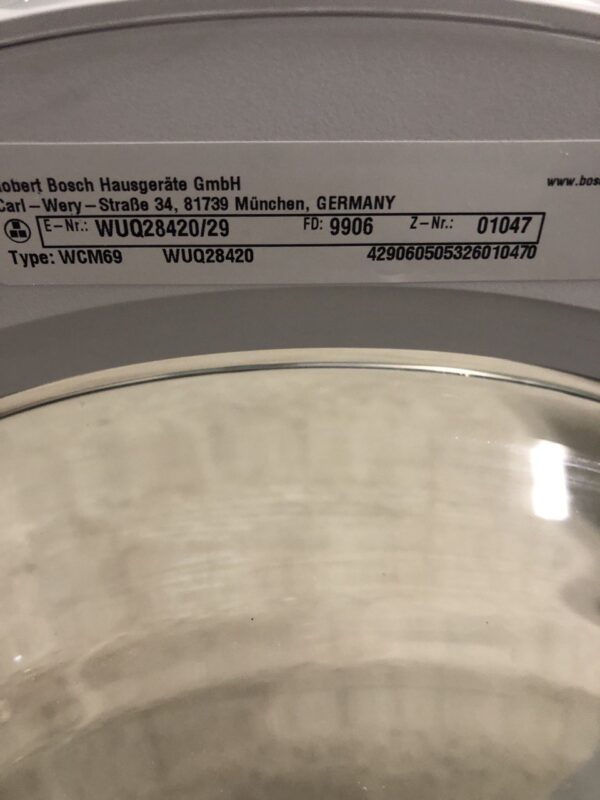 obert Bosch Hausgeräte GmbH
www.bos
Carl-Wery-Straße 34, 81739 München, GERMANY
E-Nr.: WUQ28420/29 FD: 9906 Z-Nr.: 01047
Type: WCM69 WUQ28420 429060505326010470